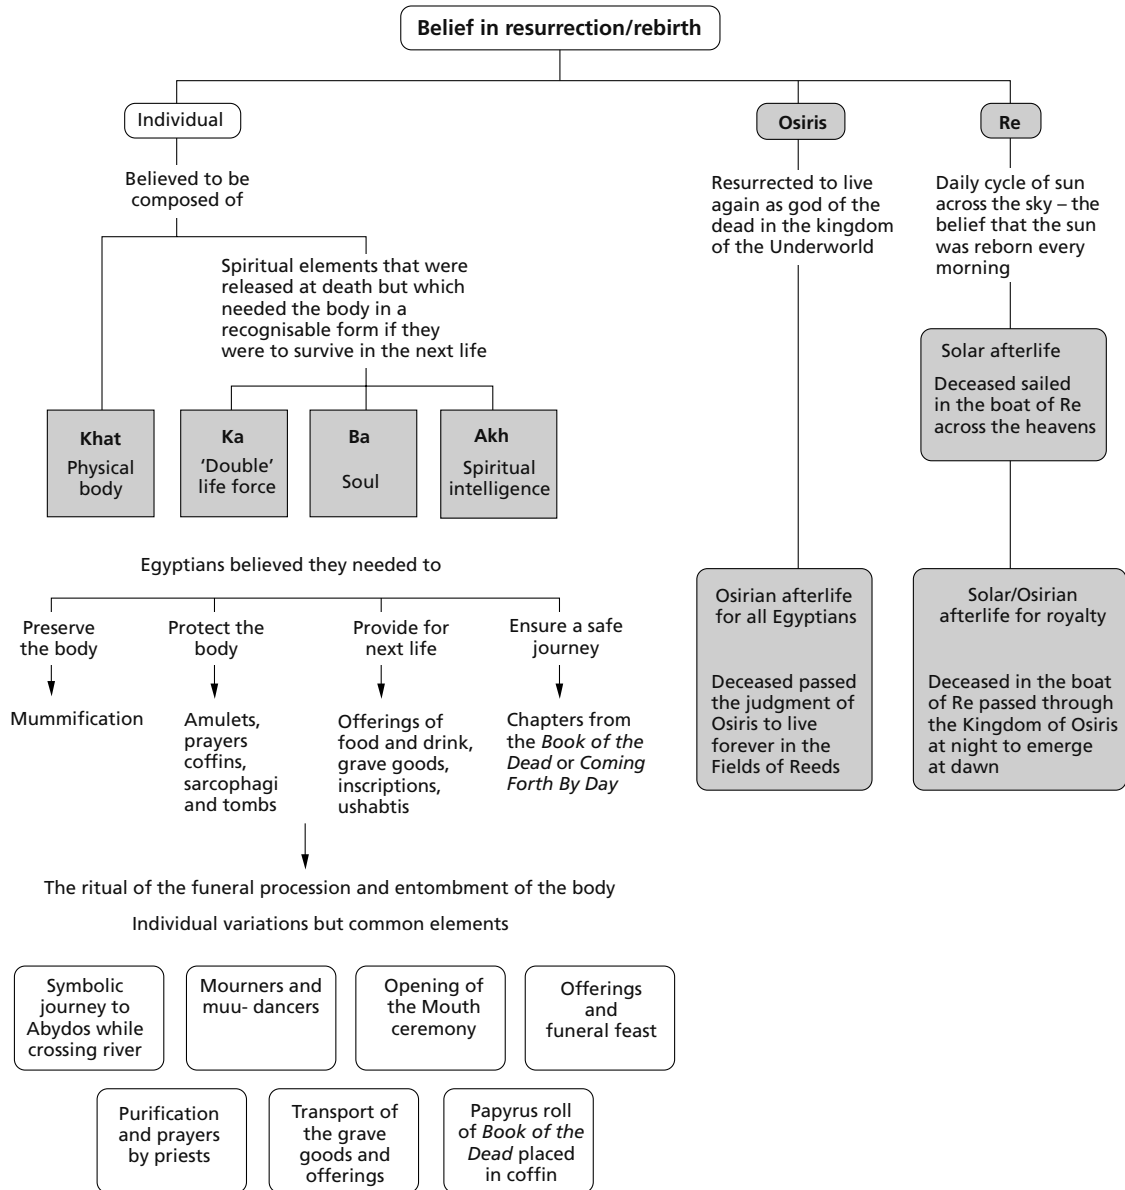 Belief in resurrection/rebirth
Individual
Believed to be
composed of
Spiritual elements that were
released at death but which
needed the body in a
recognisable form if they
were to survive in the next life
Khat
Physical
body
Ka
‘Double’
life force
Ba
Soul
Akh
Spiritual
intelligence
Osiris
Resurrected to live
again as god of the
dead in the kingdom
of the Underworld
Re
Daily cycle of sun
across the sky – the
belief that the sun
was reborn every
morning
Solar afterlife
Deceased sailed
in the boat of Re
across the heavens
Osirian afterlife
for all Egyptians
Deceased passed
the judgment of
Osiris to live
forever in the
Fields of Reeds
Solar/Osirian
afterlife for royalty
Deceased in the boat
of Re passed through
the Kingdom of Osiris
at night to emerge
at dawn
Egyptians believed they needed to
Preserve
the body
Mummification
Protect the
body
Amulets,
prayers
coffins,
sarcophagi
and tombs
Provide for
next life
Offerings of
food and drink,
grave goods,
inscriptions,
ushabtis
Ensure a safe
journey
Chapters from
the Book of the
Dead or Coming
Forth By Day
The ritual of the funeral procession and entombment of the body
Individual variations but common elements
Symbolic
journey to
Abydos while
crossing river
Mourners and
muu- dancers
Opening of
the Mouth
ceremony
Offerings
and
funeral feast
Purification
and prayers
by priests
Transport of
the grave
goods and
offerings
Papyrus roll
of Book of the
Dead placed
in coffin